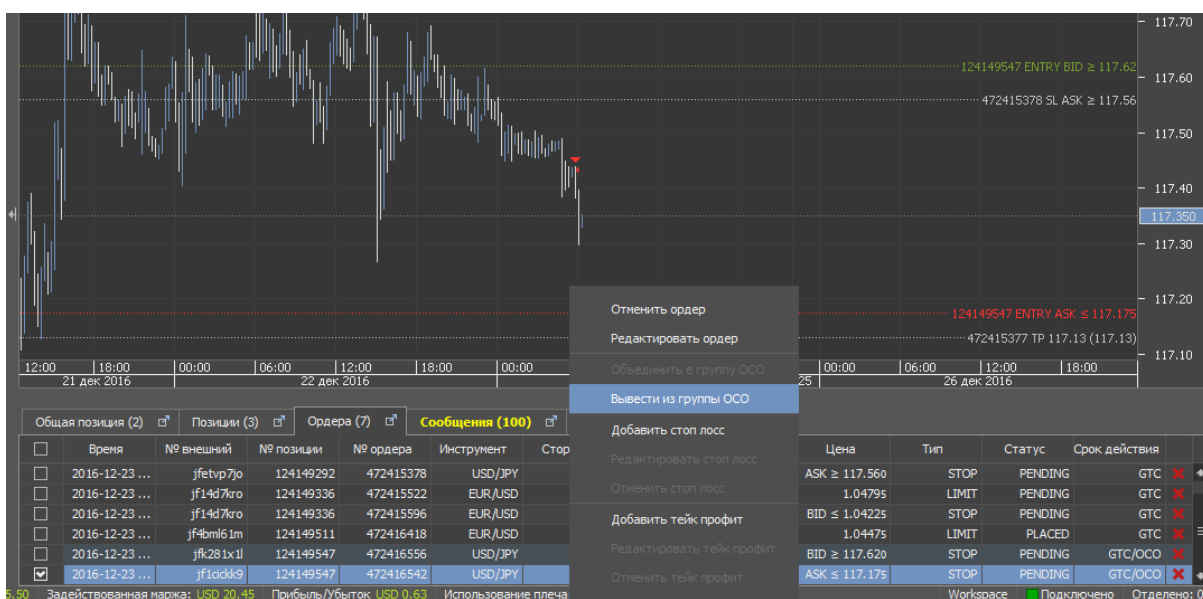 117.70
124149547 ENTRY BID ≥ 117.62
117.60
472415378 SL ASK ≥ 117.56
117.50
117.40
117.350
117.30
117.20
124149547 ENTRY ASK ≤ 117.175
472415377 TP 117.13 (117.13)
117.10
12:00 18:00 00:00 06:00 12:00 18:00 00:00 00:00 06:00 12:00 18:00
21 дек 2016 22 дек 2016 25 26 дек 2016
Отменить ордер
Редактировать ордер
Объединить в группу ОСО
Вывести из группы ОСО
Добавить стоп лосс
Редактировать стоп лосс
Отменить стоп лосс
Добавить тейк профит
Редактировать тейк профит
Отменить тейк профит
Общая позиция (2) Позиции (3) Ордера (7) Сообщения (100)
Время № внешний № позиции № ордера Инструмент Стор Цена Тип Статус Срок действия
2016-12-23 ... jfetvp7jo 124149292 472415378 USD/JPY ASK ≥ 117.560 STOP PENDING GTC
2016-12-23 ... jf14d7kro 124149336 472415522 EUR/USD 1.04795 LIMIT PENDING GTC
2016-12-23 ... jf14d7kro 124149336 472415596 EUR/USD BID ≤ 1.04225 STOP PENDING GTC
2016-12-23 ... jf4bml61m 124149511 472416418 EUR/USD 1.04475 LIMIT PLACED GTC
2016-12-23 ... jfk281x1l 124149547 472416556 USD/JPY BID ≥ 117.620 STOP PENDING GTC/OCO
2016-12-23 ... jf1cickk9 124149547 472416542 USD/JPY ASK ≤ 117.175 STOP PENDING GTC/OCO
5.50 Задействованная маржа: USD 20.45 Прибыль/Убыток USD 0.63 Использование плеча Workspace Подключено Отделено: 0